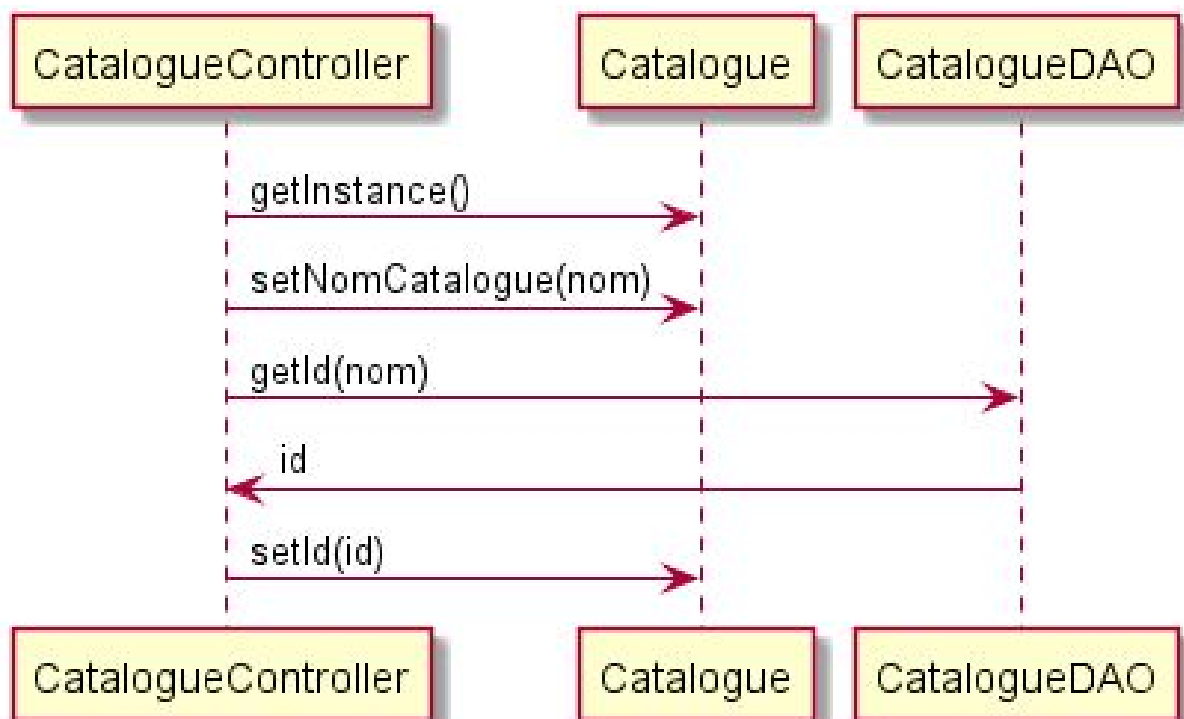 CatalogueController Catalogue CatalogueDAO
getInstance()
setNomCatalogue(nom)
getId(nom)
id
setId(id)
CatalogueController Catalogue CatalogueDAO